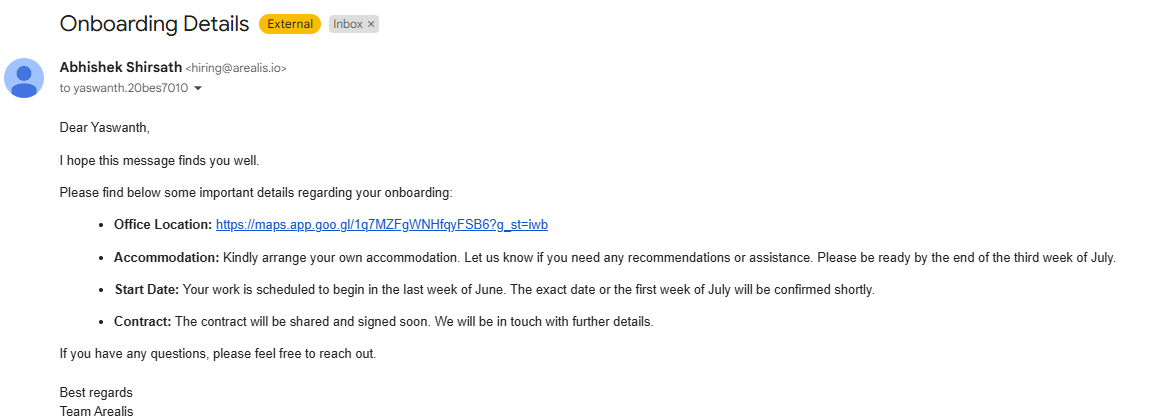 Onboarding Details External Inbox ×
Abhishek Shirsath <hiring@arealis.io>
to yaswanth.20bes7010
Dear Yaswanth,
I hope this message finds you well.
Please find below some important details regarding your onboarding:
• Office Location: https://maps.app.goo.gl/1q7MZFgWNHfqyFSB6?g_st=iwb
• Accommodation: Kindly arrange your own accommodation. Let us know if you need any recommendations or assistance. Please be ready by the end of the third week of July.
• Start Date: Your work is scheduled to begin in the last week of June. The exact date or the first week of July will be confirmed shortly.
• Contract: The contract will be shared and signed soon. We will be in touch with further details.
If you have any questions, please feel free to reach out.
Best regards
Team Arealis